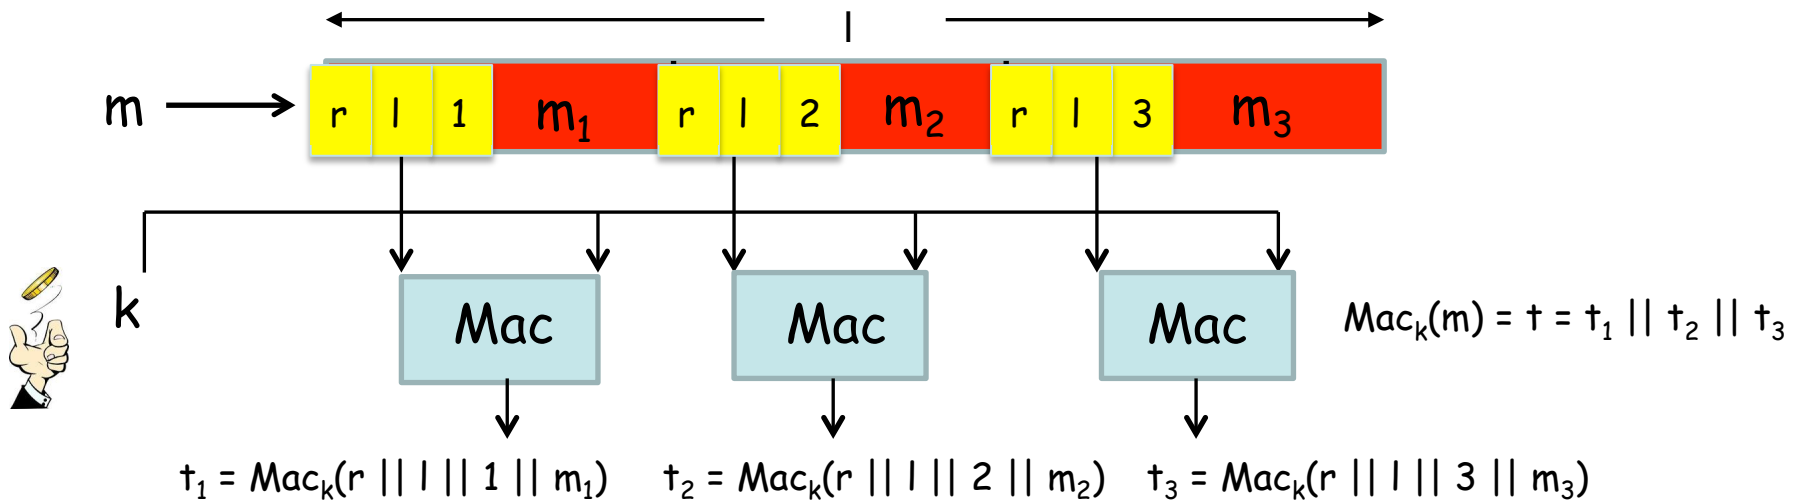 l
m r l 1 m₁ r l 2 m₂ r l 3 m₃
k Mac Mac Mac Macₖ(m) = t = t₁ || t₂ || t₃
t₁ = Macₖ(r || l || 1 || m₁) t₂ = Macₖ(r || l || 2 || m₂) t₃ = Macₖ(r || l || 3 || m₃)